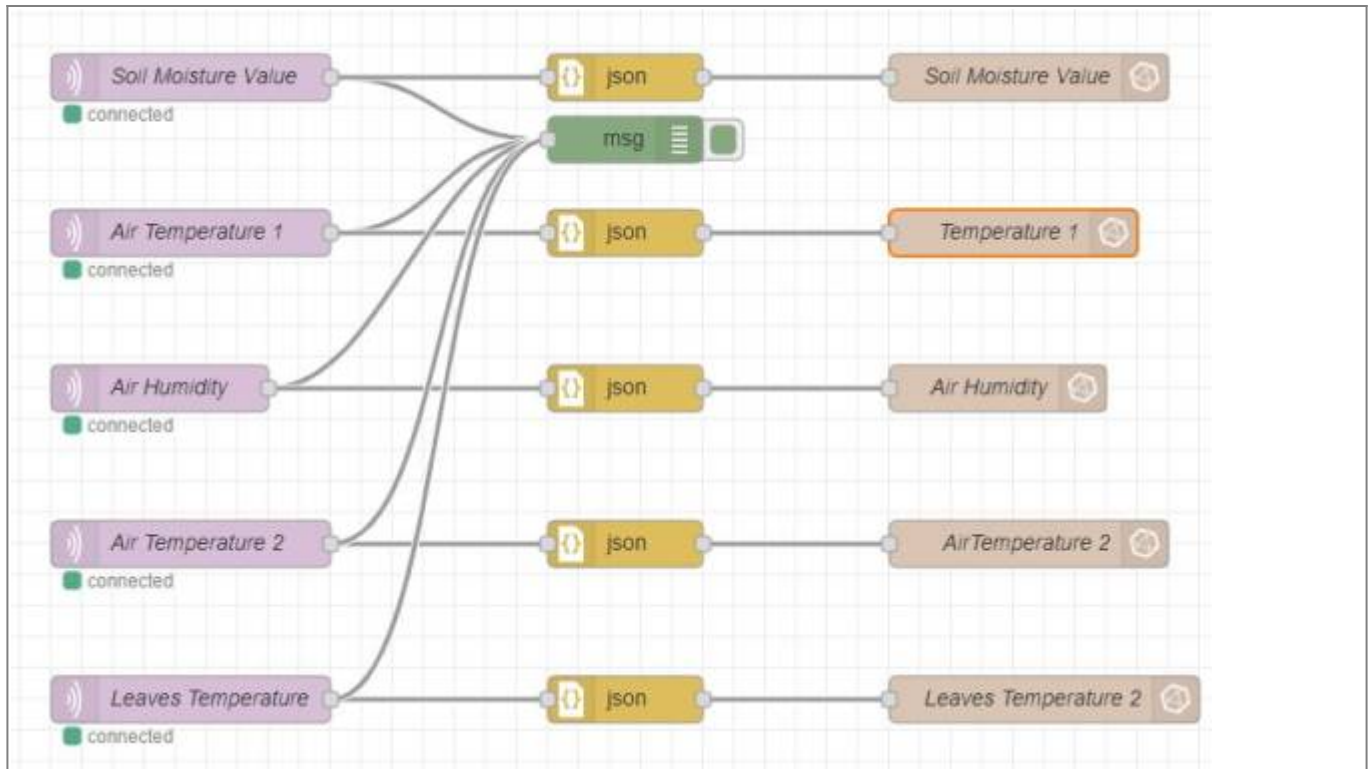 Soil Moisture Value
json
Soil Moisture Value
connected
msg
Air Temperature 1
json
Temperature 1
connected
Air Humidity
json
Air Humidity
connected
Air Temperature 2
json
AirTemperature 2
connected
Leaves Temperature
json
Leaves Temperature 2
connected